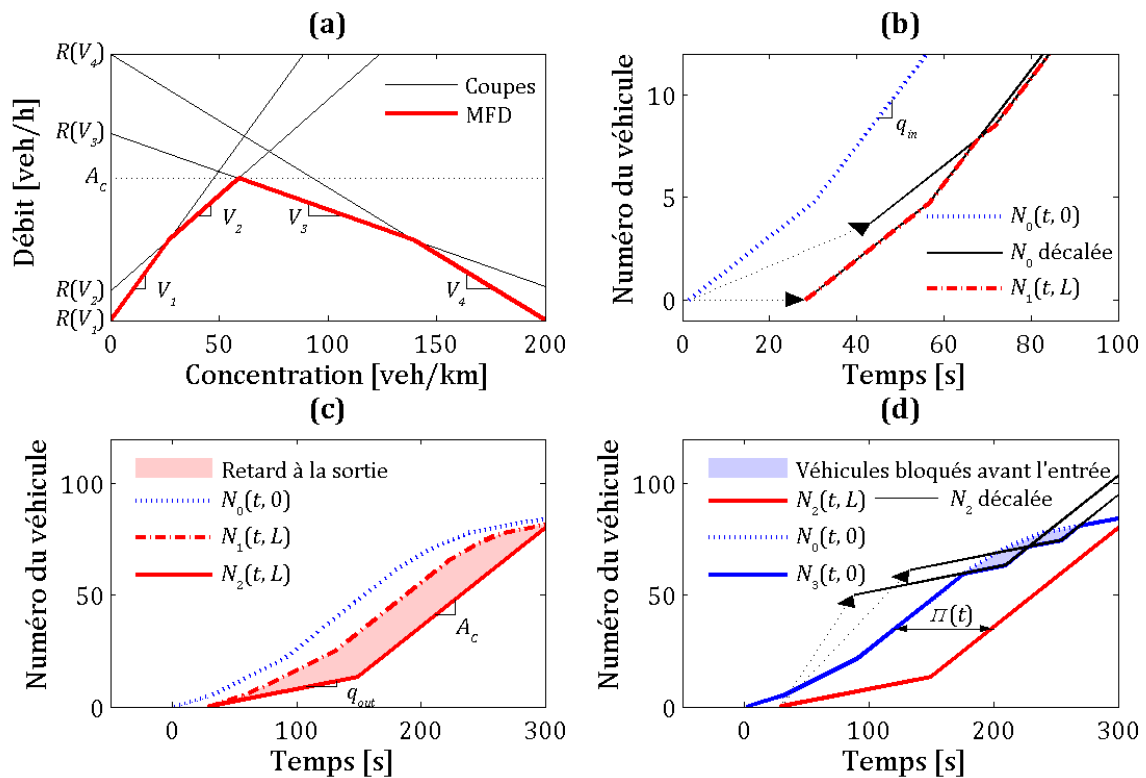 (a)
R(V4)
R(V3)
Ac
R(V2)
R(V1)
Débit [veh/h]
Coupes
MFD
V1
V2
V3
V4
0
50
100
150
200
Concentration [veh/km]
(b)
Numéro du véhicule
10
5
0
qin
N0(t, 0)
N0 décalée
N1(t, L)
0
20
40
60
80
100
Temps [s]
(c)
Numéro du véhicule
100
50
0
Retard à la sortie
N0(t, 0)
N1(t, L)
N2(t, L)
Ac
qout
0
100
200
300
Temps [s]
(d)
Numéro du véhicule
100
50
0
Véhicules bloqués avant l'entrée
N2(t, L)
N2 décalée
N0(t, 0)
N3(t, 0)
Π(t)
0
100
200
300
Temps [s]